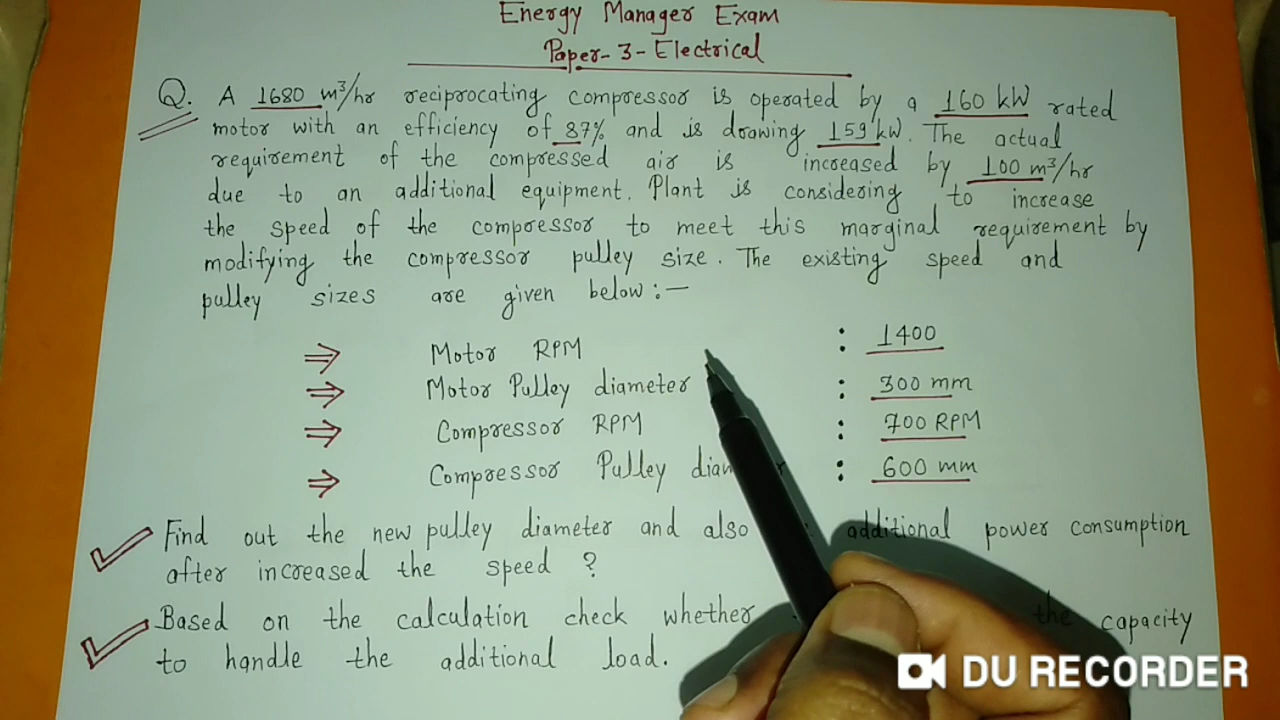 Energy Manager Exam
Paper-3-Electrical
Q. A 1680 m³/hr reciprocating compressor is operated by a 160 kW rated
motor with an efficiency of 87% and is drawing 159 kW. The actual
requirement of the compressed air is increased by 100 m³/hr
due to an additional equipment. Plant is considering to increase
the speed of the compressor to meet this marginal requirement by
modifying the compressor pulley size. The existing speed and
pulley sizes are given below:—
⇒ Motor RPM : 1400
⇒ Motor Pulley diameter : 300 mm
⇒ Compressor RPM : 700 RPM
⇒ Compressor Pulley : 600 mm
Find out the new pulley diameter and also additional power consumption
after increased the speed ?
Based on the calculation check whether the capacity
to handle the additional load.
DU RECORDER